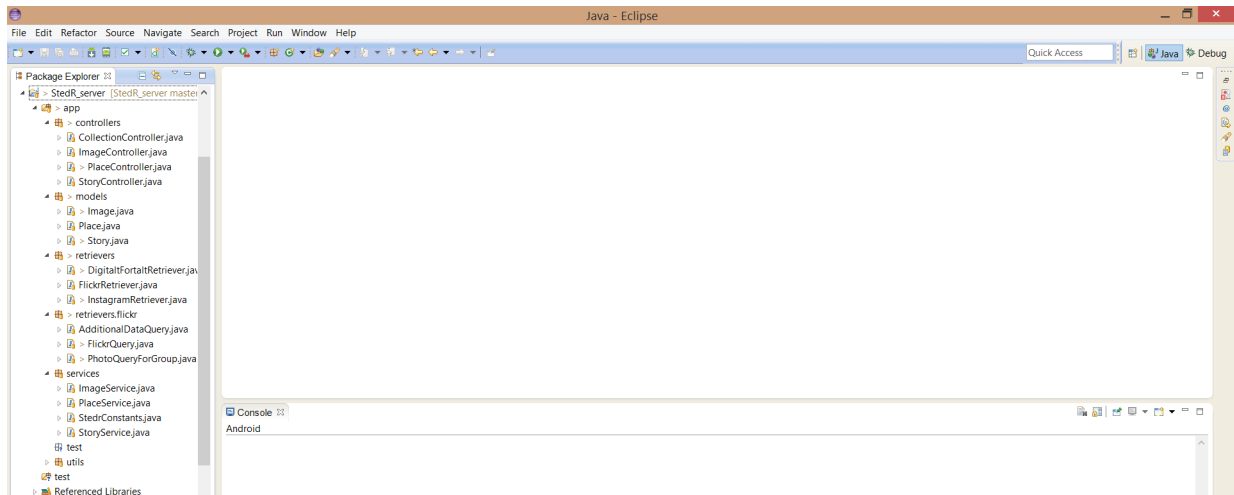 Java - Eclipse
File Edit Refactor Source Navigate Search Project Run Window Help
Quick Access
Java
Debug
Package Explorer
> StedR_server [StedR_server master
> app
> controllers
CollectionController.java
ImageController.java
> PlaceController.java
StoryController.java
> models
> Image.java
Place.java
> Story.java
> retrievers
> DigitaltFortaltRetriever.jav
FlickrRetriever.java
> InstagramRetriever.java
> retrievers.flickr
AdditionalDataQuery.java
> FlickrQuery.java
> PhotoQueryForGroup.java
services
ImageService.java
PlaceService.java
StedrConstants.java
StoryService.java
test
utils
test
Referenced Libraries
Console
Android